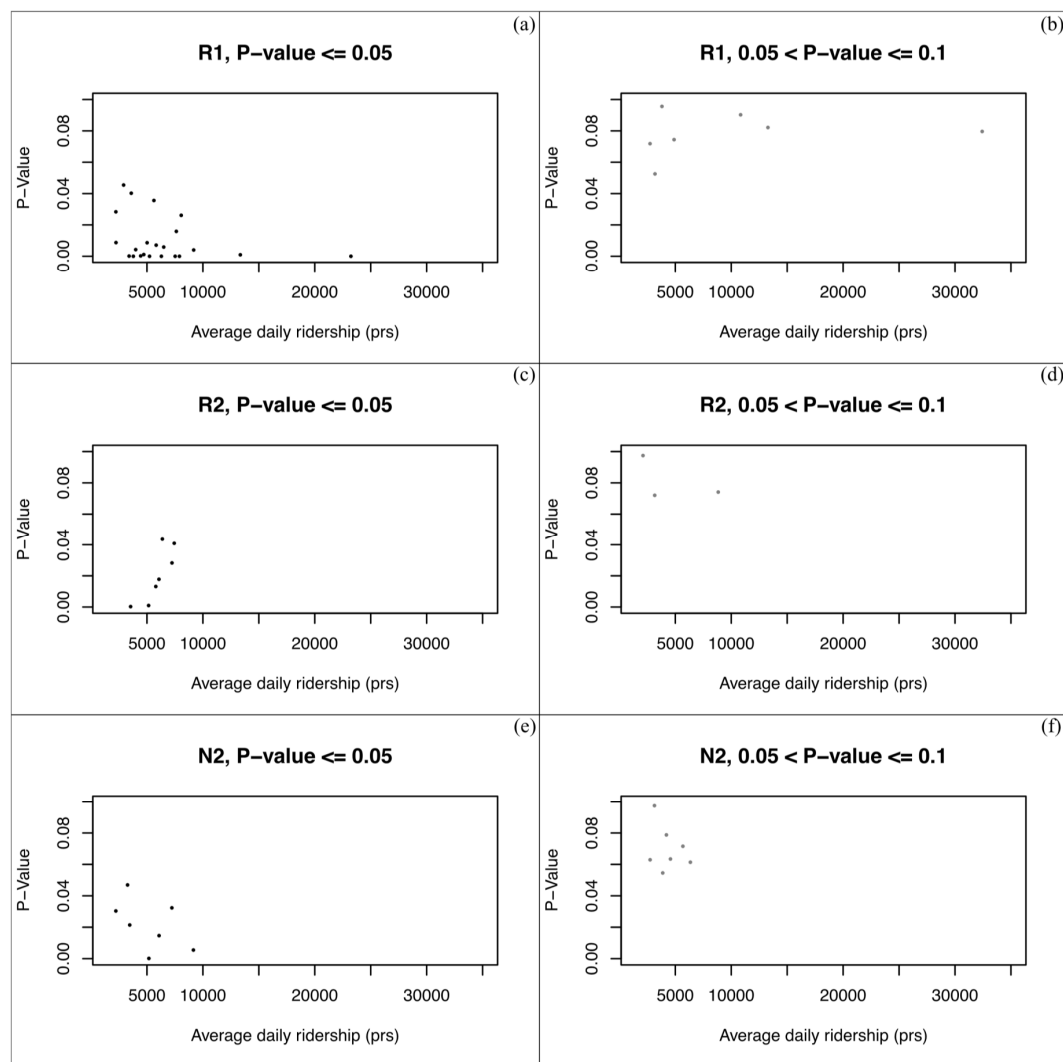 (a)
R1, P−value <= 0.05
P−Value
0.08
0.04
0.00
5000 10000 20000 30000
Average daily ridership (prs)
(b)
R1, 0.05 < P−value <= 0.1
P−Value
0.08
0.04
0.00
5000 10000 20000 30000
Average daily ridership (prs)
(c)
R2, P−value <= 0.05
P−Value
0.08
0.04
0.00
5000 10000 20000 30000
Average daily ridership (prs)
(d)
R2, 0.05 < P−value <= 0.1
P−Value
0.08
0.04
0.00
5000 10000 20000 30000
Average daily ridership (prs)
(e)
N2, P−value <= 0.05
P−Value
0.08
0.04
0.00
5000 10000 20000 30000
Average daily ridership (prs)
(f)
N2, 0.05 < P−value <= 0.1
P−Value
0.08
0.04
0.00
5000 10000 20000 30000
Average daily ridership (prs)